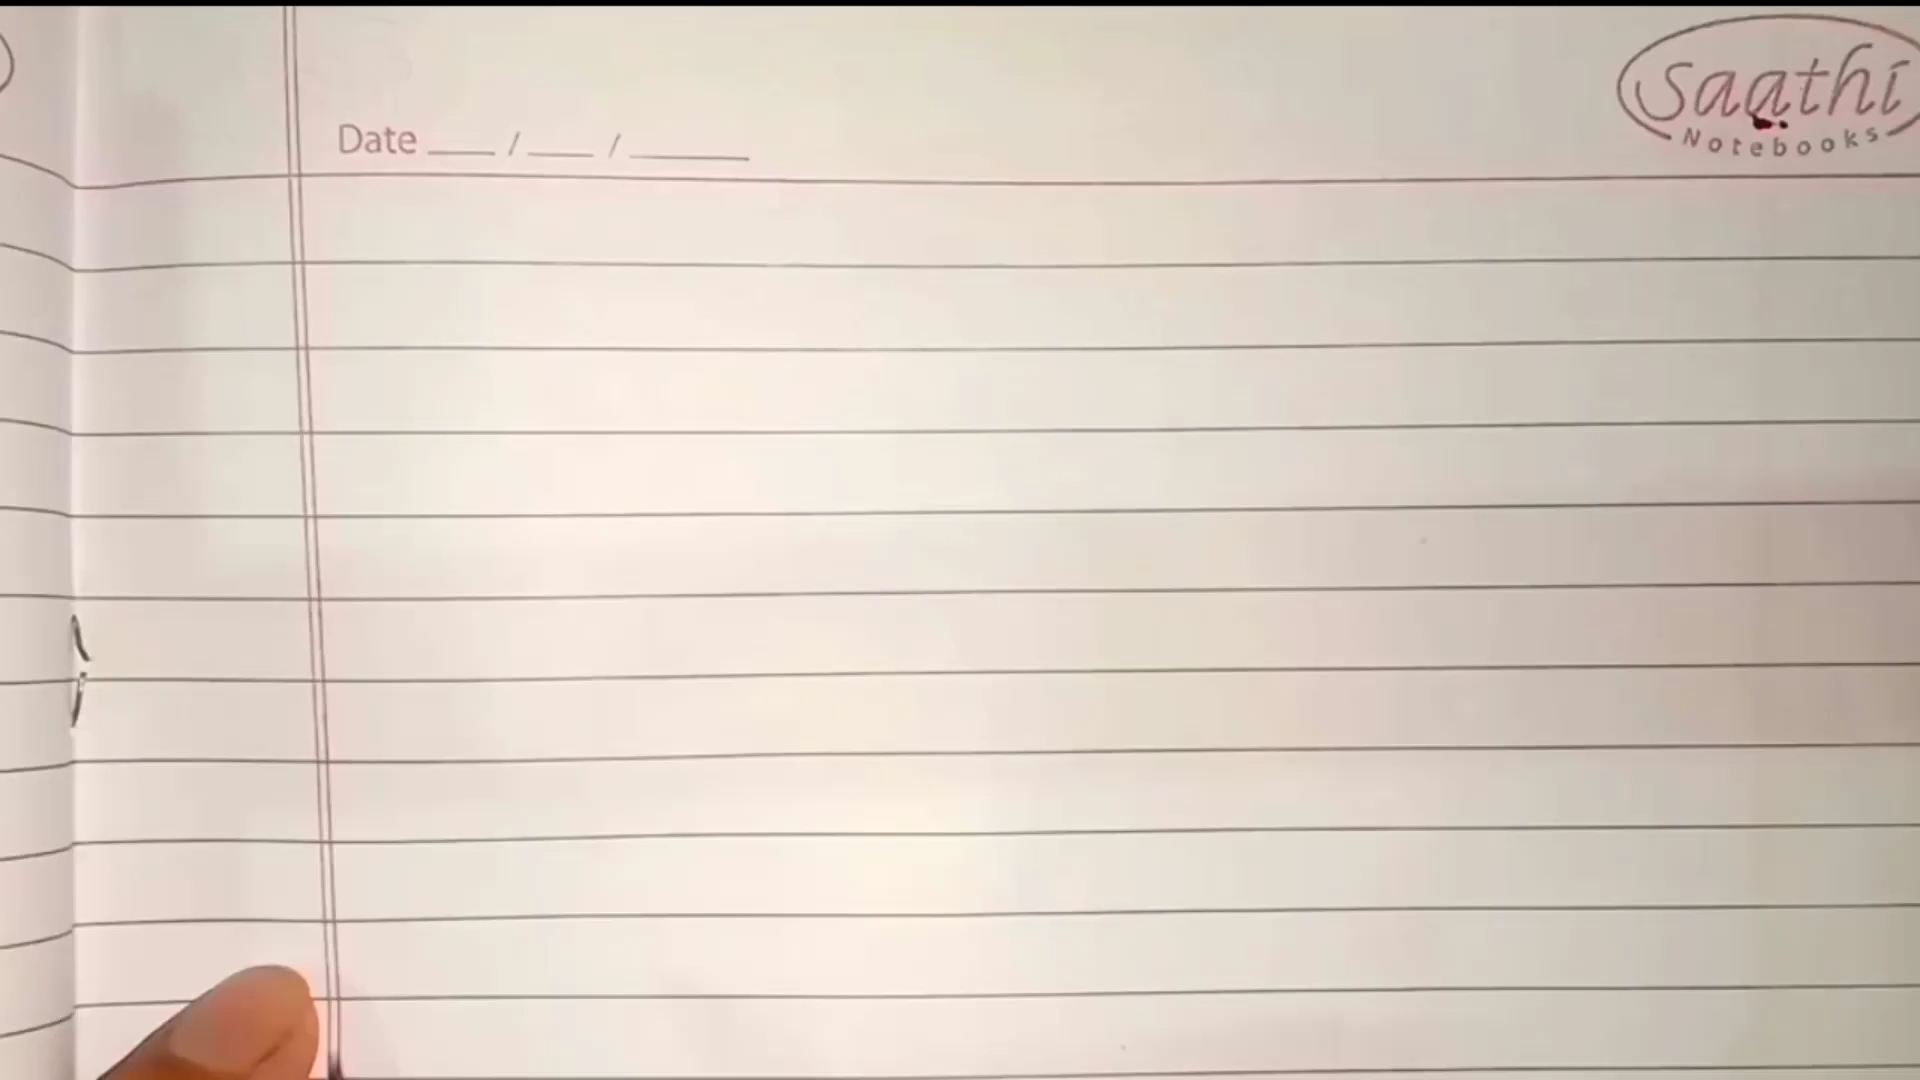 Saathi
Notebooks
Date ___ / ___ / _____